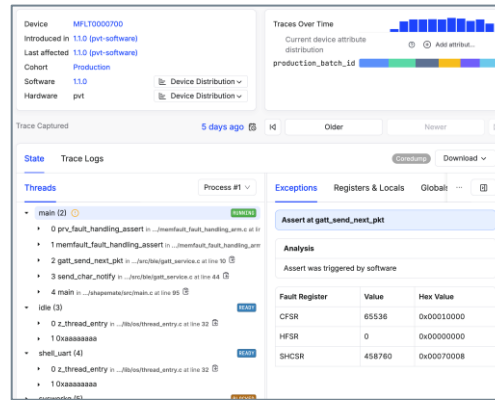 Device MFLT0000700
Introduced in 1.1.0 (pvt-software)
Last affected 1.1.0 (pvt-software)
Cohort Production
Software 1.1.0 Device Distribution
Hardware pvt Device Distribution
Traces Over Time
Current device attribute
distribution
Add attribut...
production_batch_id
Trace Captured 5 days ago Older Newer
State Trace Logs Coredump Download
Threads Process #1
main (2) RUNNING
0 prv_fault_handling_assert in .../memfault_fault_handling_arm.c at lin
1 memfault_fault_handling_assert in .../memfault_fault_handling_arm
2 gatt_send_next_pkt in .../src/ble/gatt_service.c at line 10
3 send_char_notify in .../src/ble/gatt_service.c at line 44
4 main in .../shapemate/src/main.c at line 95
idle (3) READY
0 z_thread_entry in .../lib/os/thread_entry.c at line 32
1 0xaaaaaaaa
shell_uart (4) READY
0 z_thread_entry in .../lib/os/thread_entry.c at line 32
1 0xaaaaaaaa
Exceptions Registers & Locals Globals ...
Assert at gatt_send_next_pkt
Analysis
Assert was triggered by software
Fault Register Value Hex Value
CFSR 65536 0x00010000
HFSR 0 0x00000000
SHCSR 458760 0x00070008